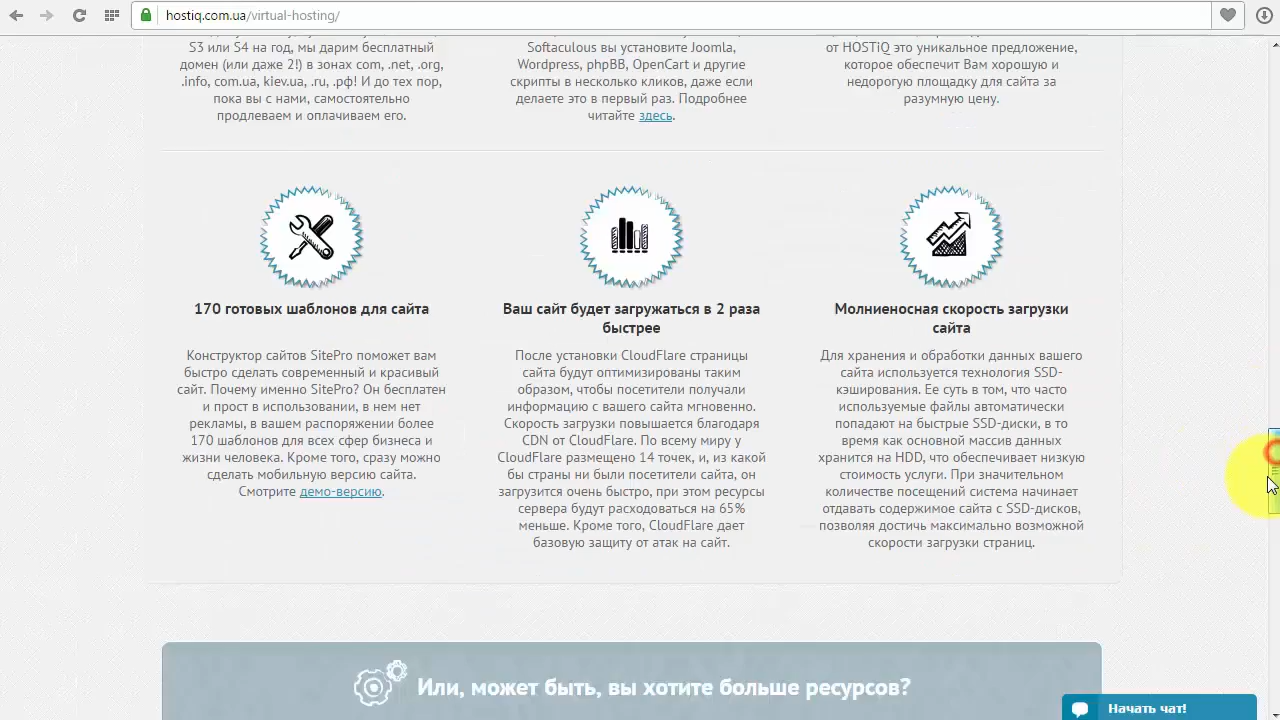 hostiq.com.ua/virtual-hosting/
S3 или S4 на год, мы дарим бесплатный
домен (или даже 2!) в зонах com, .net, .org,
.info, com.ua, kiev.ua, .ru, .рф! И до тех пор,
пока вы с нами, самостоятельно
продлеваем и оплачиваем его.
Softaculous вы установите Joomla,
Wordpress, phpBB, OpenCart и другие
скрипты в несколько кликов, даже если
делаете это в первый раз. Подробнее
читайте здесь.
от HOSTiQ это уникальное предложение,
которое обеспечит Вам хорошую и
недорогую площадку для сайта за
разумную цену.
170 готовых шаблонов для сайта
Конструктор сайтов SitePro поможет вам
быстро сделать современный и красивый
сайт. Почему именно SitePro? Он бесплатен
и прост в использовании, в нем нет
рекламы, в вашем распоряжении более
170 шаблонов для всех сфер бизнеса и
жизни человека. Кроме того, сразу можно
сделать мобильную версию сайта.
Смотрите демо-версию.
Ваш сайт будет загружаться в 2 раза
быстрее
После установки CloudFlare страницы
сайта будут оптимизированы таким
образом, чтобы посетители получали
информацию с вашего сайта мгновенно.
Скорость загрузки повышается благодаря
CDN от CloudFlare. По всему миру у
CloudFlare размещено 14 точек, и, из какой
бы страны ни были посетители сайта, он
загрузится очень быстро, при этом ресурсы
сервера будут расходоваться на 65%
меньше. Кроме того, CloudFlare дает
базовую защиту от атак на сайт.
Молниеносная скорость загрузки
сайта
Для хранения и обработки данных вашего
сайта используется технология SSD-
кэширования. Ее суть в том, что часто
используемые файлы автоматически
попадают на быстрые SSD-диски, в то
время как основной массив данных
хранится на HDD, что обеспечивает низкую
стоимость услуги. При значительном
количестве посещений система начинает
отдавать содержимое сайта с SSD-дисков,
позволяя достичь максимально возможной
скорости загрузки страниц.
Или, может быть, вы хотите больше ресурсов?
Начать чат!